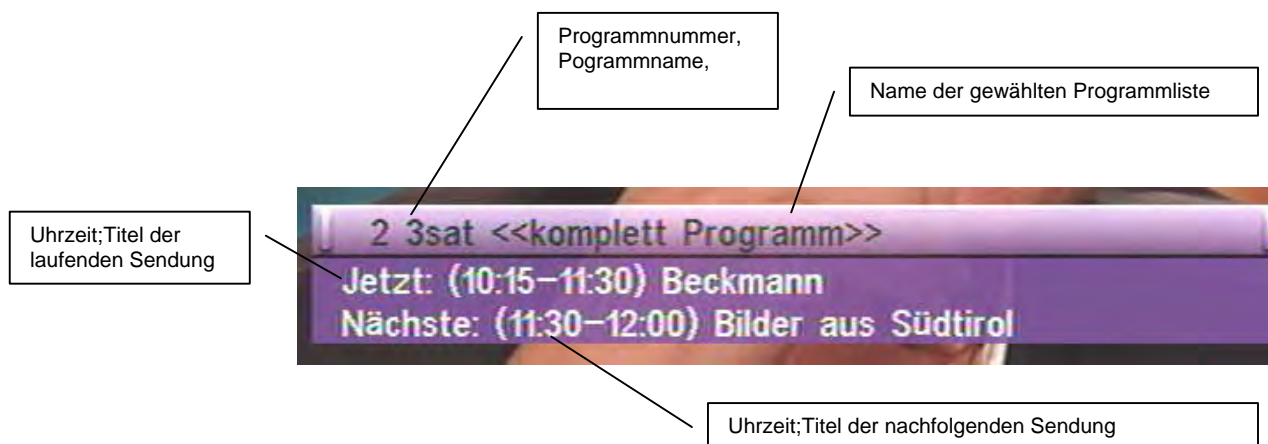 Programmnummer,
Pogrammname,
Name der gewählten Programmliste
Uhrzeit;Titel der
laufenden Sendung
2 3sat <<komplett Programm>>
Jetzt: (10:15–11:30) Beckmann
Nächste: (11:30–12:00) Bilder aus Südtirol
Uhrzeit;Titel der nachfolgenden Sendung